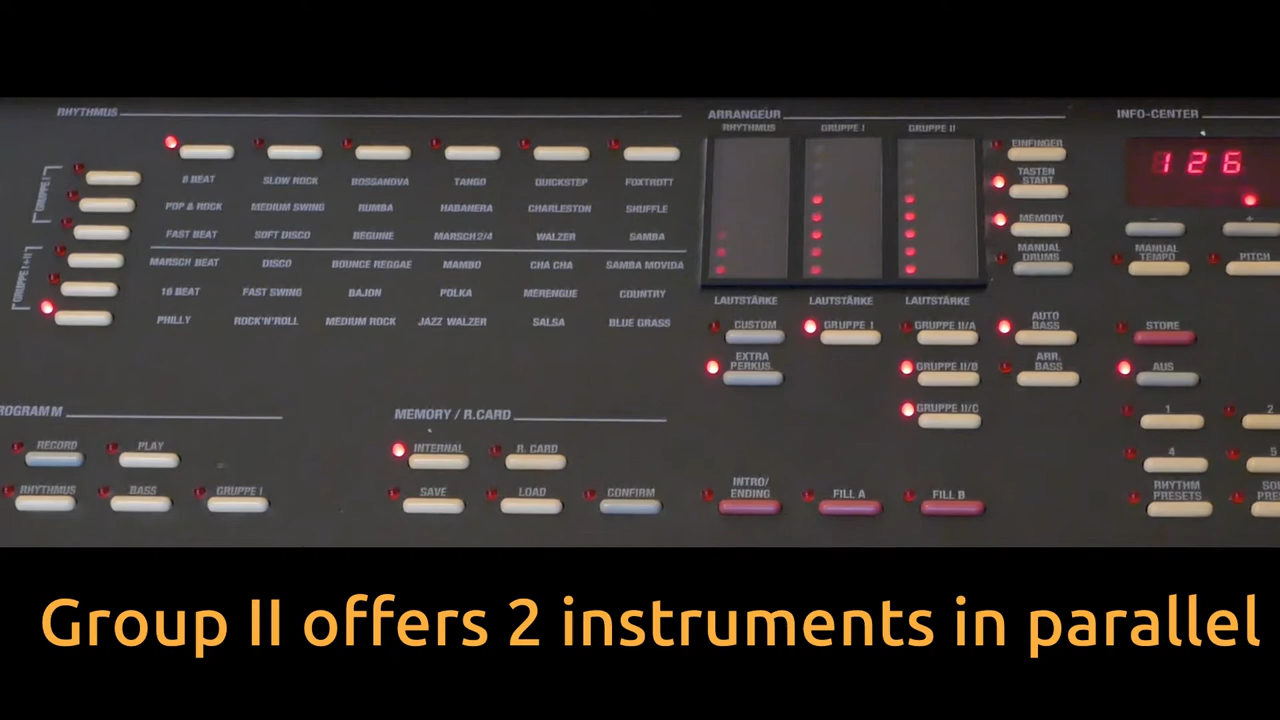 RHYTHMUS
8 BEAT SLOW ROCK BOSSANOVA TANGO QUICKSTEP FOXTROTT
POP & ROCK MEDIUM SWING RUMBA HABANERA CHARLESTON SHUFFLE
FAST BEAT SOFT DISCO BEGUINE MARSCH 2/4 WALZER SAMBA
MARSCH BEAT DISCO BOUNCE REGGAE MAMBO CHA CHA SAMBA MOVIDA
16 BEAT FAST SWING BAJON POLKA MERENGUE COUNTRY
PHILLY ROCK'N'ROLL MEDIUM ROCK JAZZ WALZER SALSA BLUE GRASS
GRUPPE I
GRUPPE I+II
ARRANGEUR
RHYTHMUS GRUPPE I GRUPPE II
EINFINGER
TASTEN
START
MEMORY
MANUAL
DRUMS
LAUTSTÄRKE LAUTSTÄRKE LAUTSTÄRKE
CUSTOM GRUPPE I GRUPPE II/A
AUTO
BASS
EXTRA
PERKUS.
GRUPPE II/B
ARR.
BASS
GRUPPE II/C
INTRO/
ENDING
FILL A FILL B
INFO-CENTER
126
- +
MANUAL
TEMPO
PITCH
STORE
AUS
1 2
4 5
RHYTHM
PRESETS
SO
PRE
ROGRAMM
RECORD PLAY
RHYTHMUS BASS GRUPPE I
MEMORY / R.CARD
INTERNAL R. CARD
SAVE LOAD CONFIRM
Group II offers 2 instruments in parallel